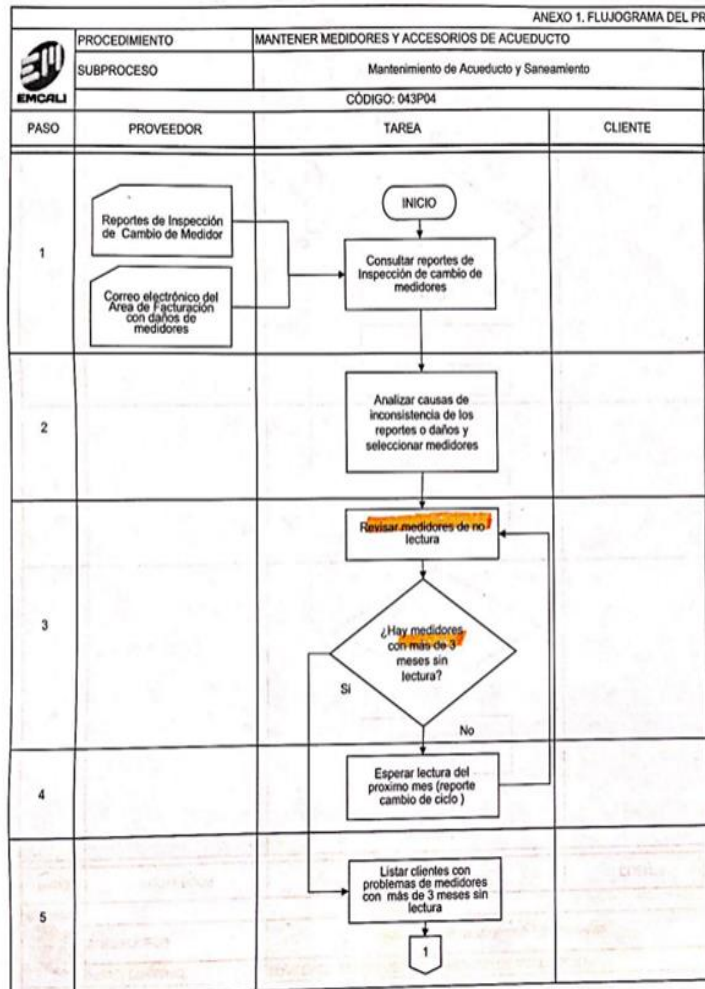 ANEXO 1. FLUJOGRAMA DEL PR
PROCEDIMIENTO
MANTENER MEDIDORES Y ACCESORIOS DE ACUEDUCTO
EMCALI
SUBPROCESO
Mantenimiento de Acueducto y Saneamiento
CÓDIGO: 043P04
PASO
PROVEEDOR
TAREA
CLIENTE
1
Reportes de Inspección
de Cambio de Medidor
Correo electrónico del
Area de Facturación
con daños de
medidores
INICIO
Consultar reportes de
Inspección de cambio de
medidores
2
Analizar causas de
inconsistencia de los
reportes o daños y
seleccionar medidores
3
Revisar medidores de no
lectura
¿Hay medidores
con más de 3
meses sin
lectura?
Si
No
4
Esperar lectura del
proximo mes (reporte
cambio de ciclo )
5
Listar clientes con
problemas de medidores
con más de 3 meses sin
lectura
1